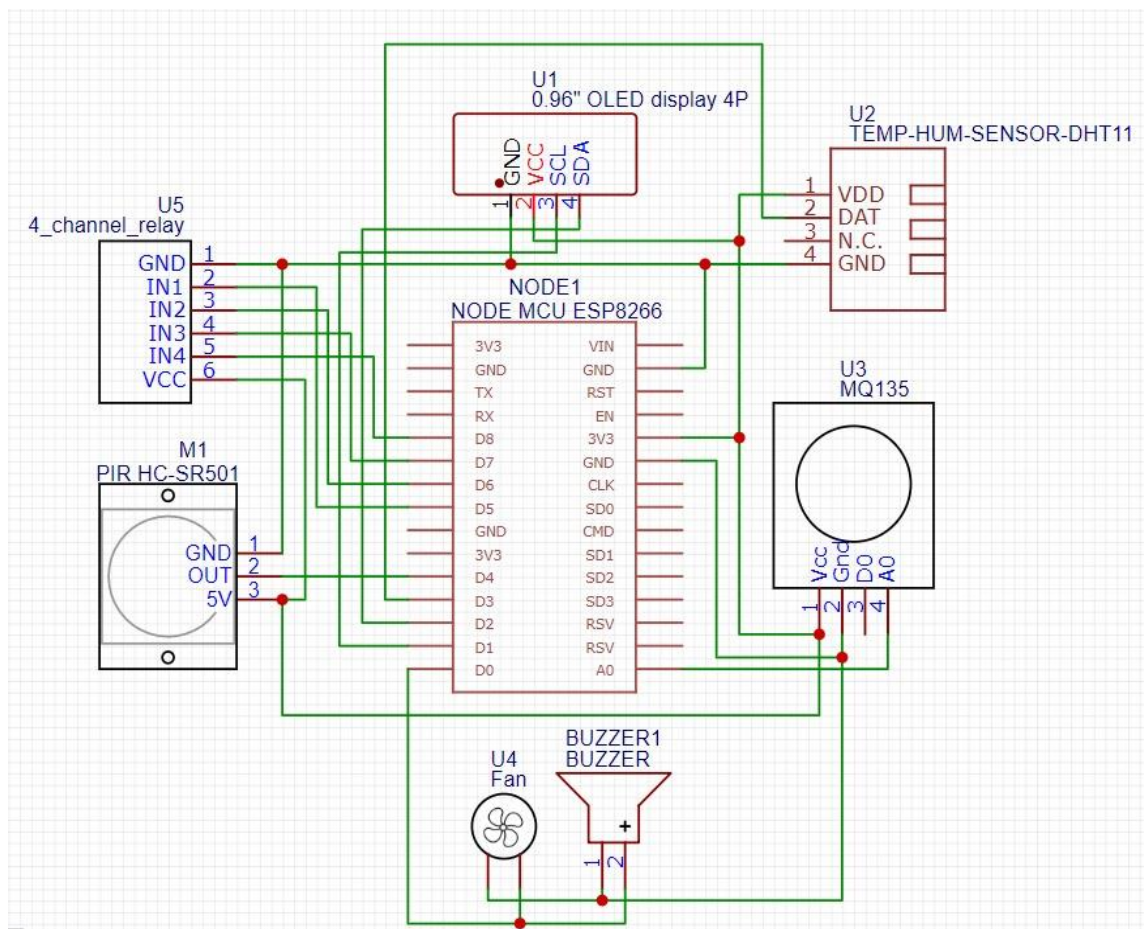 U1
0.96" OLED display 4P
GND
VCC
SCL
SDA
1
2
3
4
U2
TEMP-HUM-SENSOR-DHT11
1 VDD
2 DAT
3 N.C.
4 GND
U5
4_channel_relay
GND 1
IN1 2
IN2 3
IN3 4
IN4 5
VCC 6
NODE1
NODE MCU ESP8266
3V3 VIN
GND GND
TX RST
RX EN
D8 3V3
D7 GND
D6 CLK
D5 SD0
GND CMD
3V3 SD1
D4 SD2
D3 SD3
D2 RSV
D1 RSV
D0 A0
U3
MQ135
Vcc
Gnd
D0
A0
1
2
3
4
M1
PIR HC-SR501
GND 1
OUT 2
5V 3
U4
Fan
BUZZER1
BUZZER
+
1
2